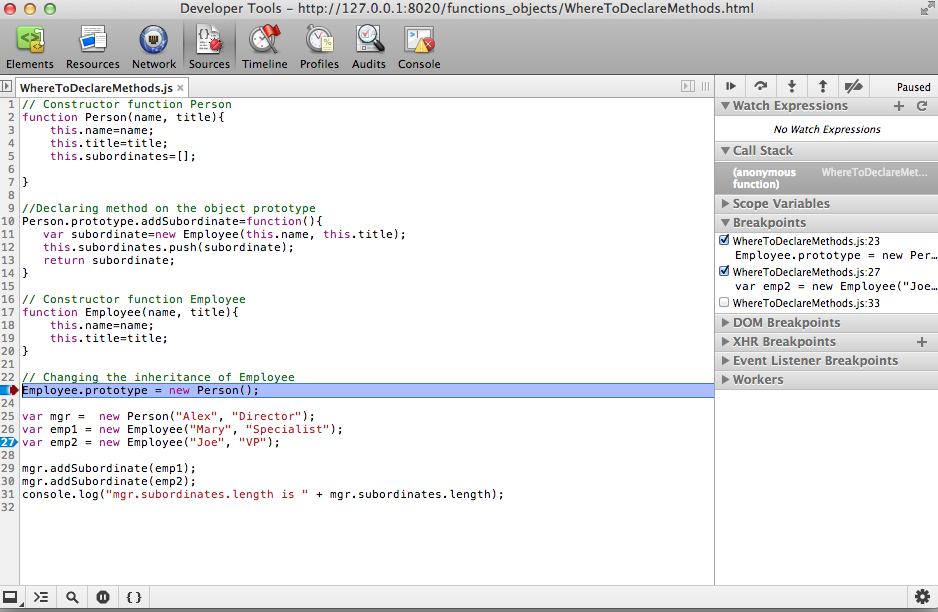 Developer Tools - http://127.0.0.1:8020/functions_objects/WhereToDeclareMethods.html
Elements Resources Network Sources Timeline Profiles Audits Console
WhereToDeclareMethods.js ×
1 // Constructor function Person
2 function Person(name, title){
3     this.name=name;
4     this.title=title;
5     this.subordinates=[];
6
7 }
8
9 //Declaring method on the object prototype
10 Person.prototype.addSubordinate=function(){
11    var subordinate=new Employee(this.name, this.title);
12    this.subordinates.push(subordinate);
13    return subordinate;
14 }
15
16 // Constructor function Employee
17 function Employee(name, title){
18     this.name=name;
19     this.title=title;
20 }
21
22 // Changing the inheritance of Employee
Employee.prototype = new Person();
24
25 var mgr =  new Person("Alex", "Director");
26 var emp1 = new Employee("Mary", "Specialist");
27 var emp2 = new Employee("Joe", "VP");
28
29 mgr.addSubordinate(emp1);
30 mgr.addSubordinate(emp2);
31 console.log("mgr.subordinates.length is " + mgr.subordinates.length);
32
Paused
Watch Expressions +
No Watch Expressions
Call Stack
(anonymous function) WhereToDeclareMet...
Scope Variables
Breakpoints
WhereToDeclareMethods.js:23
Employee.prototype = new Per...
WhereToDeclareMethods.js:27
var emp2 = new Employee("Joe...
WhereToDeclareMethods.js:33
DOM Breakpoints
XHR Breakpoints +
Event Listener Breakpoints
Workers
{ }